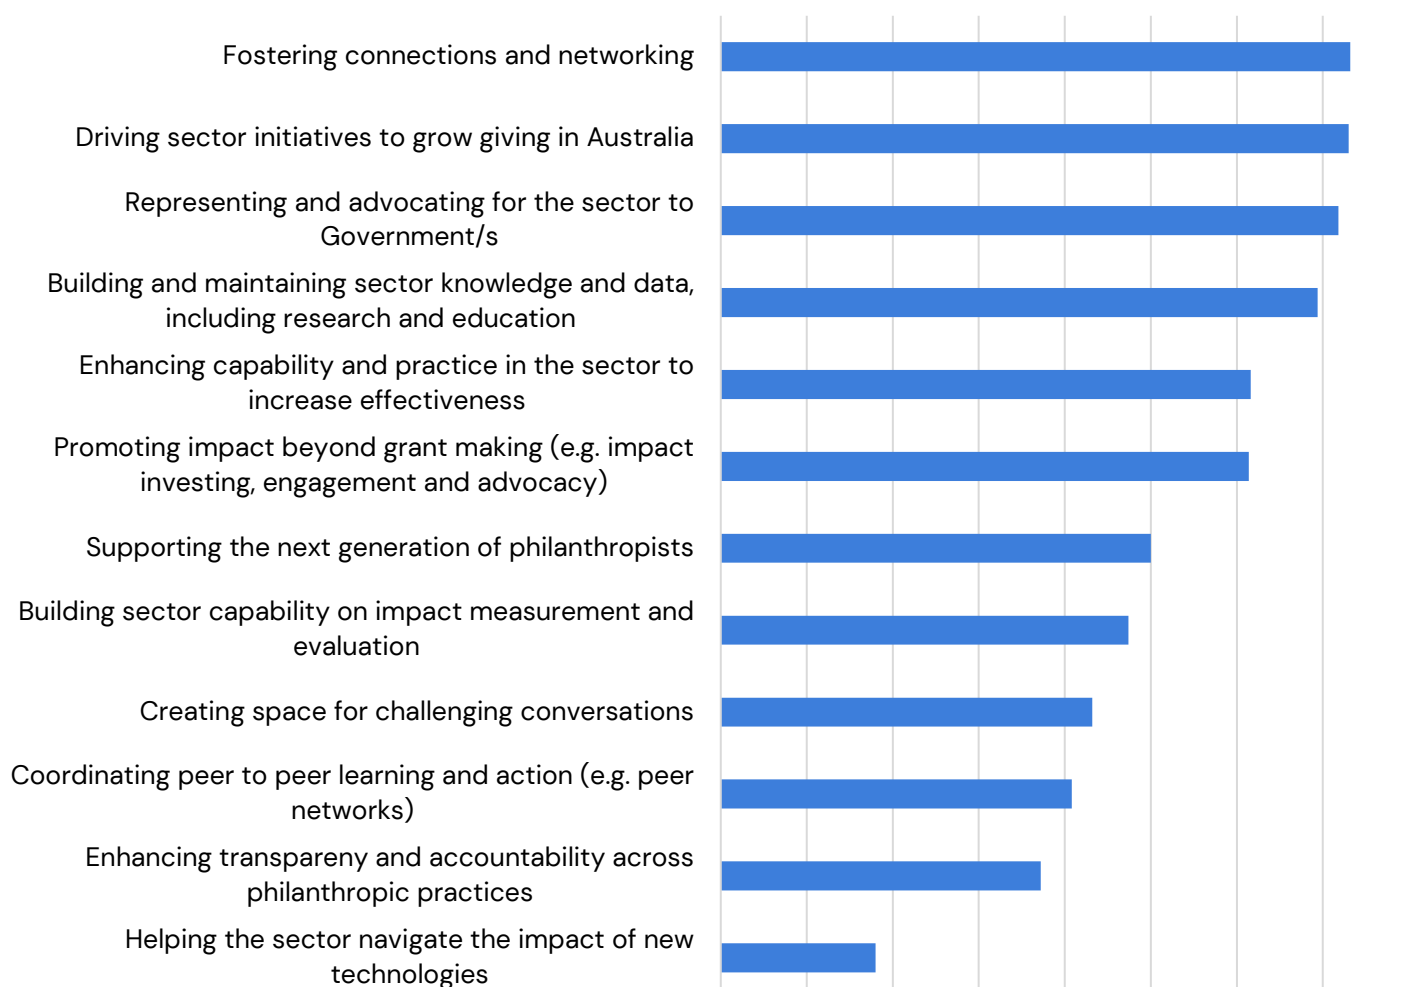 Fostering connections and networking
Driving sector initiatives to grow giving in Australia
Representing and advocating for the sector to
Government/s
Building and maintaining sector knowledge and data,
including research and education
Enhancing capability and practice in the sector to
increase effectiveness
Promoting impact beyond grant making (e.g. impact
investing, engagement and advocacy)
Supporting the next generation of philanthropists
Building sector capability on impact measurement and
evaluation
Creating space for challenging conversations
Coordinating peer to peer learning and action (e.g. peer
networks)
Enhancing transpareny and accountability across
philanthropic practices
Helping the sector navigate the impact of new
technologies